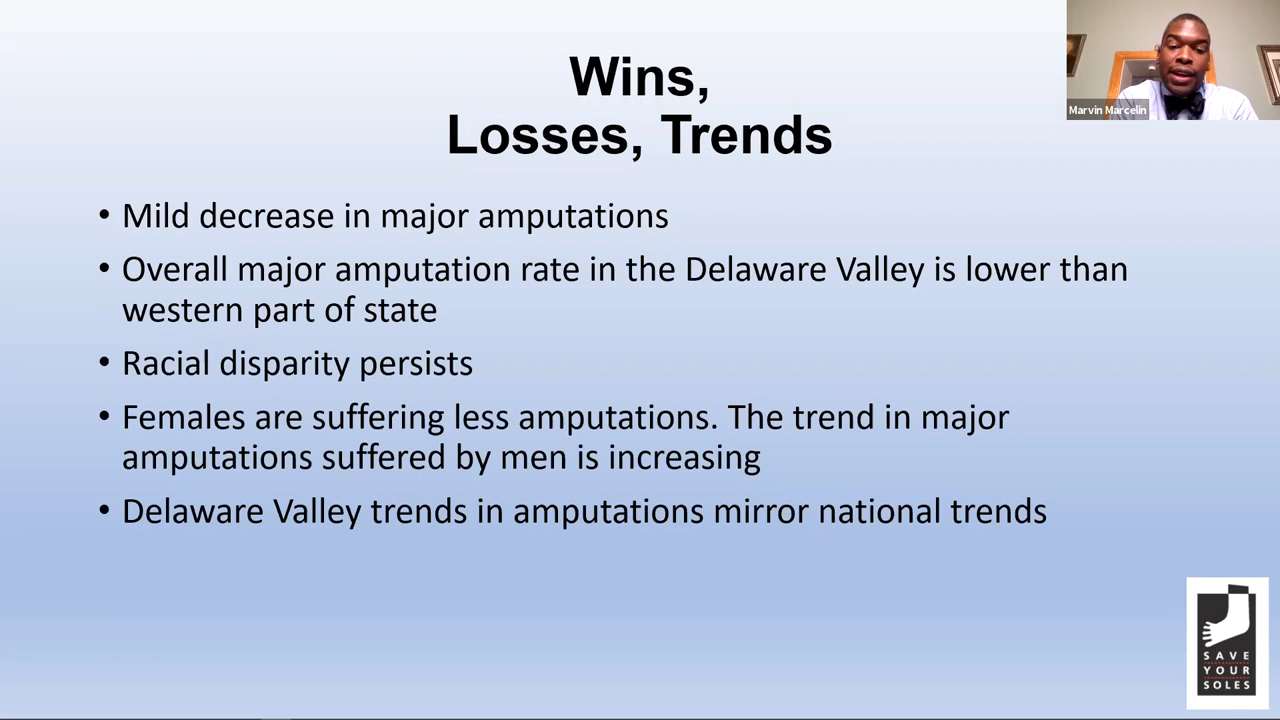 Wins,
Losses, Trends
Marvin Marcelin
• Mild decrease in major amputations
• Overall major amputation rate in the Delaware Valley is lower than
western part of state
• Racial disparity persists
• Females are suffering less amputations. The trend in major
amputations suffered by men is increasing
• Delaware Valley trends in amputations mirror national trends
SAVE
YOUR
SOLES